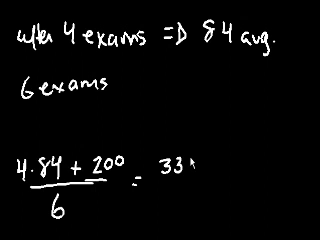 after 4 exams => 84 avg.
6 exams
4·84 + 200 = 33
6